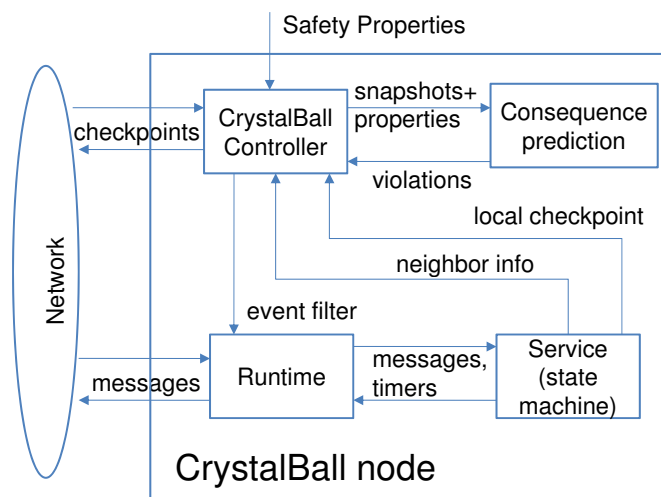 Safety Properties
CrystalBall
Controller
snapshots+
properties
Consequence
prediction
checkpoints
violations
local checkpoint
neighbor info
Network
event filter
Runtime
messages,
timers
Service
(state
machine)
messages
CrystalBall node